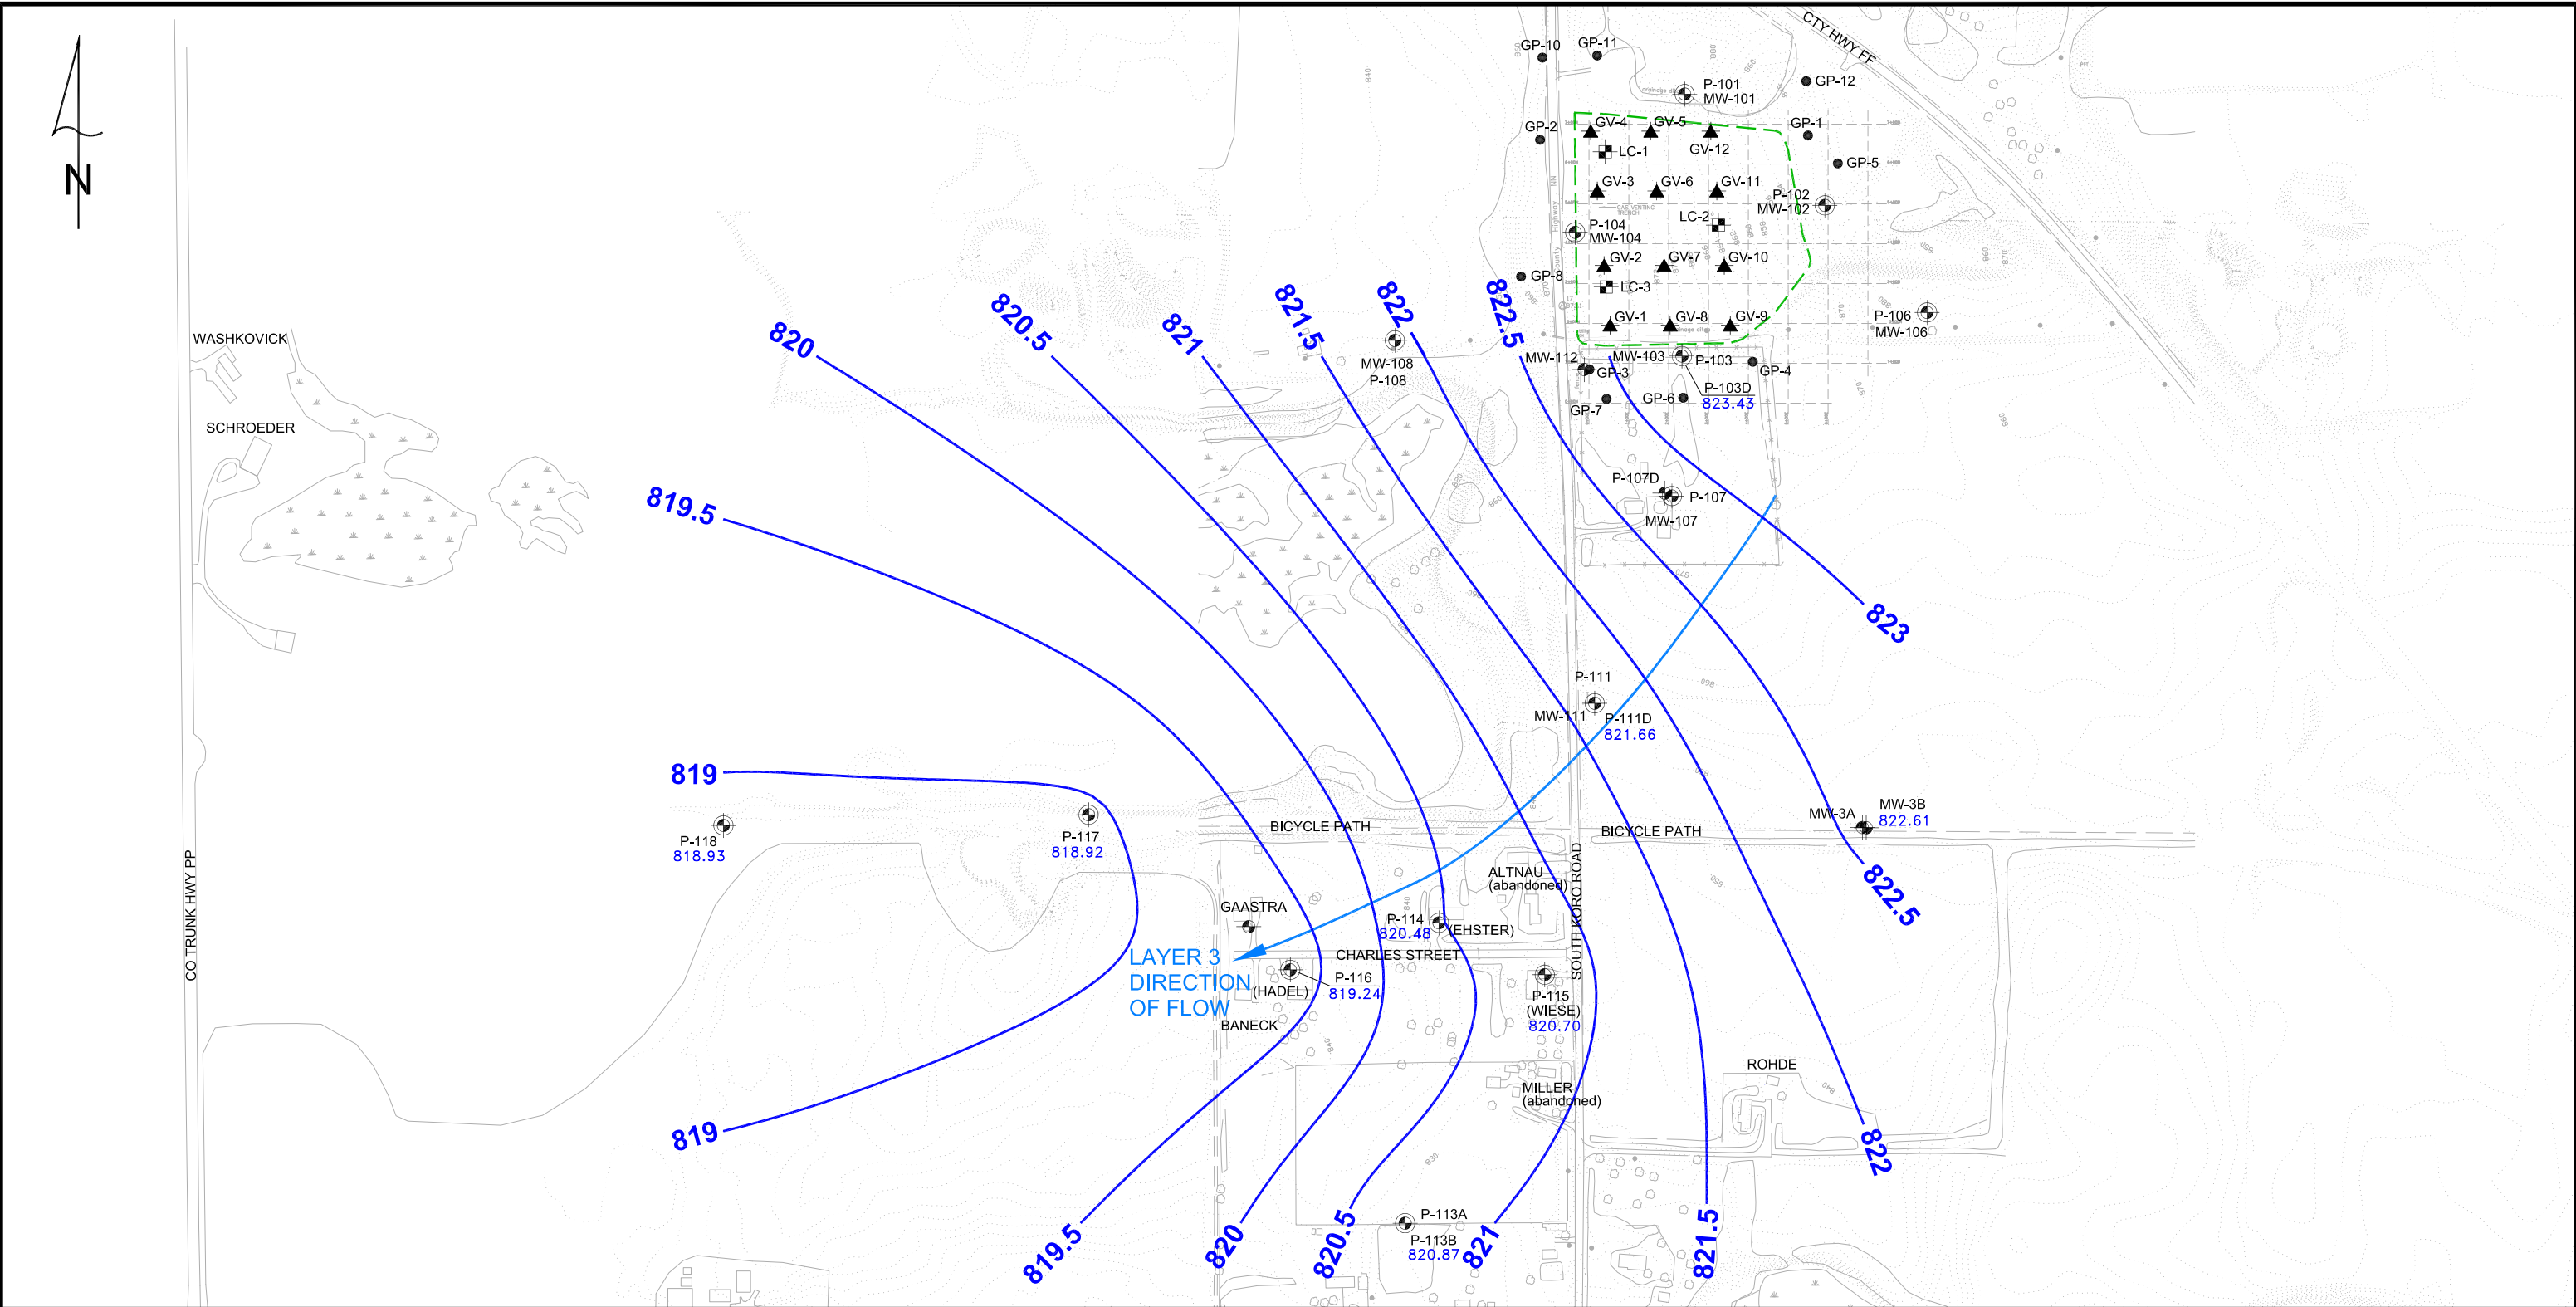 N
CTY HWY FF
GP-10
GP-11
GP-12
P-101
MW-101
GP-2
GV-4
GV-5
GV-12
GP-1
LC-1
GP-5
GV-3
GV-6
GV-11
P-102
MW-102
GAS VENTING
TRENCH
LC-2
P-104
MW-104
GV-2
GV-7
GV-10
GP-8
LC-3
GV-1
GV-8
GV-9
P-106
MW-106
820
820.5
821
821.5
822
822.5
WASHKOVICK
SCHROEDER
MW-108
P-108
MW-112
GP-3
MW-103
P-103
GP-4
P-103D
823.43
GP-7
GP-6
819.5
P-107D
P-107
MW-107
823
P-111
MW-111
P-111D
821.66
819
P-118
818.93
P-117
818.92
BICYCLE PATH
BICYCLE PATH
MW-3A
MW-3B
822.61
822.5
CO TRUNK HWY PP
SOUTH KORO ROAD
ALTNAU
(abandoned)
GAASTRA
P-114
820.48
(EHSTER)
CHARLES STREET
LAYER 3
DIRECTION
OF FLOW
(HADEL)
P-116
819.24
BANECK
P-115
(WIESE)
820.70
ROHDE
MILLER
(abandoned)
819
822
P-113A
P-113B
820.87
819.5
820
820.5
821
821.5